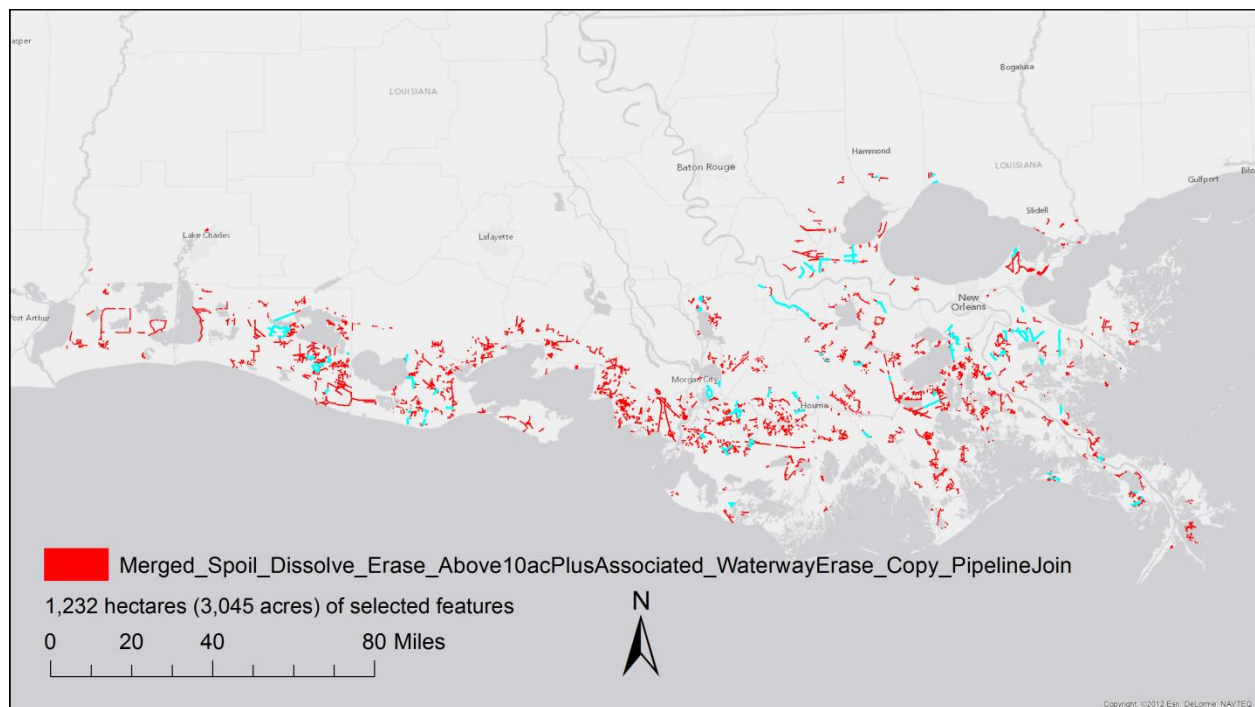 asper
LOUISIANA
Bogalusa
Baton Rouge
Hammond
LOUISIANA
Gulfport
Bilo
Slidell
Lake Charles
Lafayette
New
Orleans
Port Arthur
Morgan City
Houma
Merged_Spoil_Dissolve_Erase_Above10acPlusAssociated_WaterwayErase_Copy_PipelineJoin
1,232 hectares (3,045 acres) of selected features
N
0 20 40 80 Miles
Copyright: ©2012 Esri, DeLorme, NAVTEQ